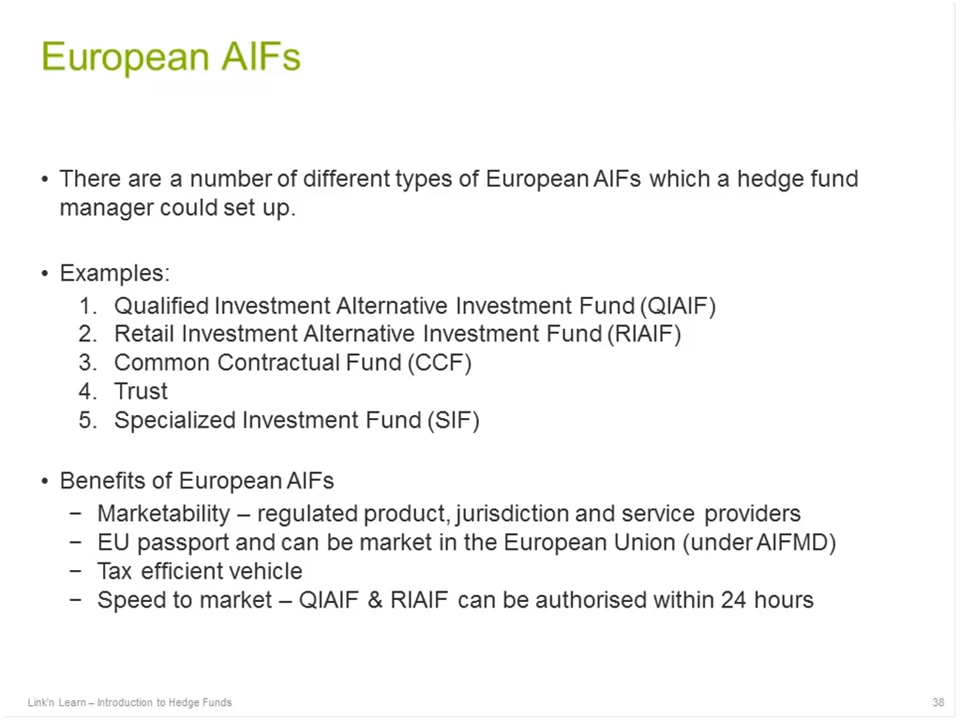 European AIFs
• There are a number of different types of European AIFs which a hedge fund
manager could set up.
• Examples:
1. Qualified Investment Alternative Investment Fund (QIAIF)
2. Retail Investment Alternative Investment Fund (RIAIF)
3. Common Contractual Fund (CCF)
4. Trust
5. Specialized Investment Fund (SIF)
• Benefits of European AIFs
− Marketability – regulated product, jurisdiction and service providers
− EU passport and can be market in the European Union (under AIFMD)
− Tax efficient vehicle
− Speed to market – QIAIF & RIAIF can be authorised within 24 hours
Link'n Learn – Introduction to Hedge Funds
38